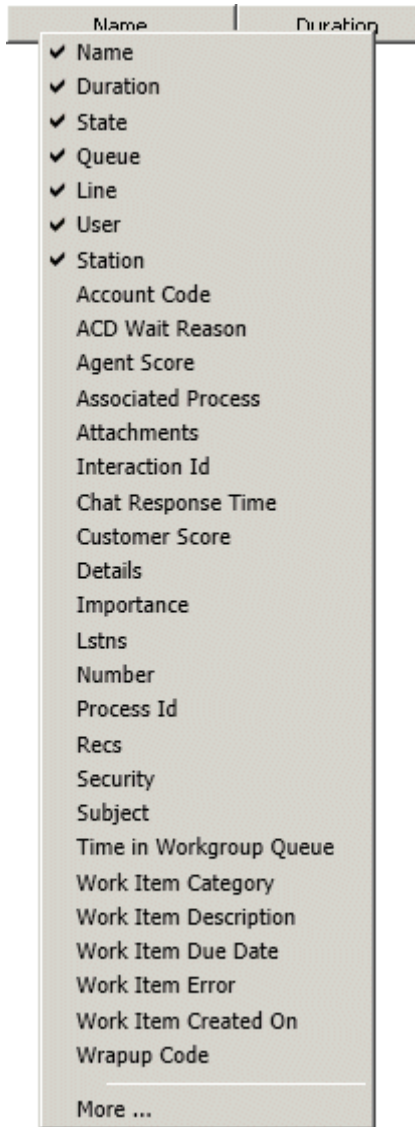 Name Duration
Name
Duration
State
Queue
Line
User
Station
Account Code
ACD Wait Reason
Agent Score
Associated Process
Attachments
Interaction Id
Chat Response Time
Customer Score
Details
Importance
Lstns
Number
Process Id
Recs
Security
Subject
Time in Workgroup Queue
Work Item Category
Work Item Description
Work Item Due Date
Work Item Error
Work Item Created On
Wrapup Code
More ...